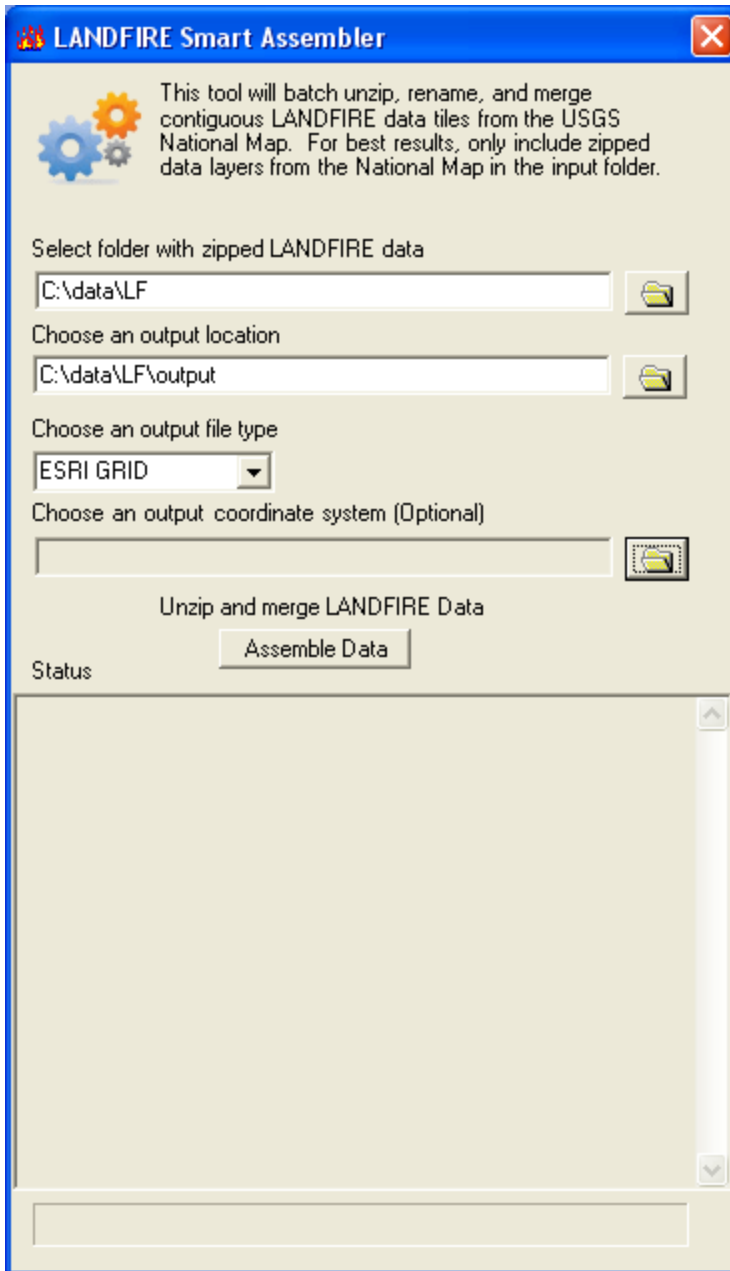 LANDFIRE Smart Assembler
This tool will batch unzip, rename, and merge
contiguous LANDFIRE data tiles from the USGS
National Map.  For best results, only include zipped
data layers from the National Map in the input folder.
Select folder with zipped LANDFIRE data
C:\data\LF
Choose an output location
C:\data\LF\output
Choose an output file type
ESRI GRID
Choose an output coordinate system (Optional)
Unzip and merge LANDFIRE Data
Assemble Data
Status